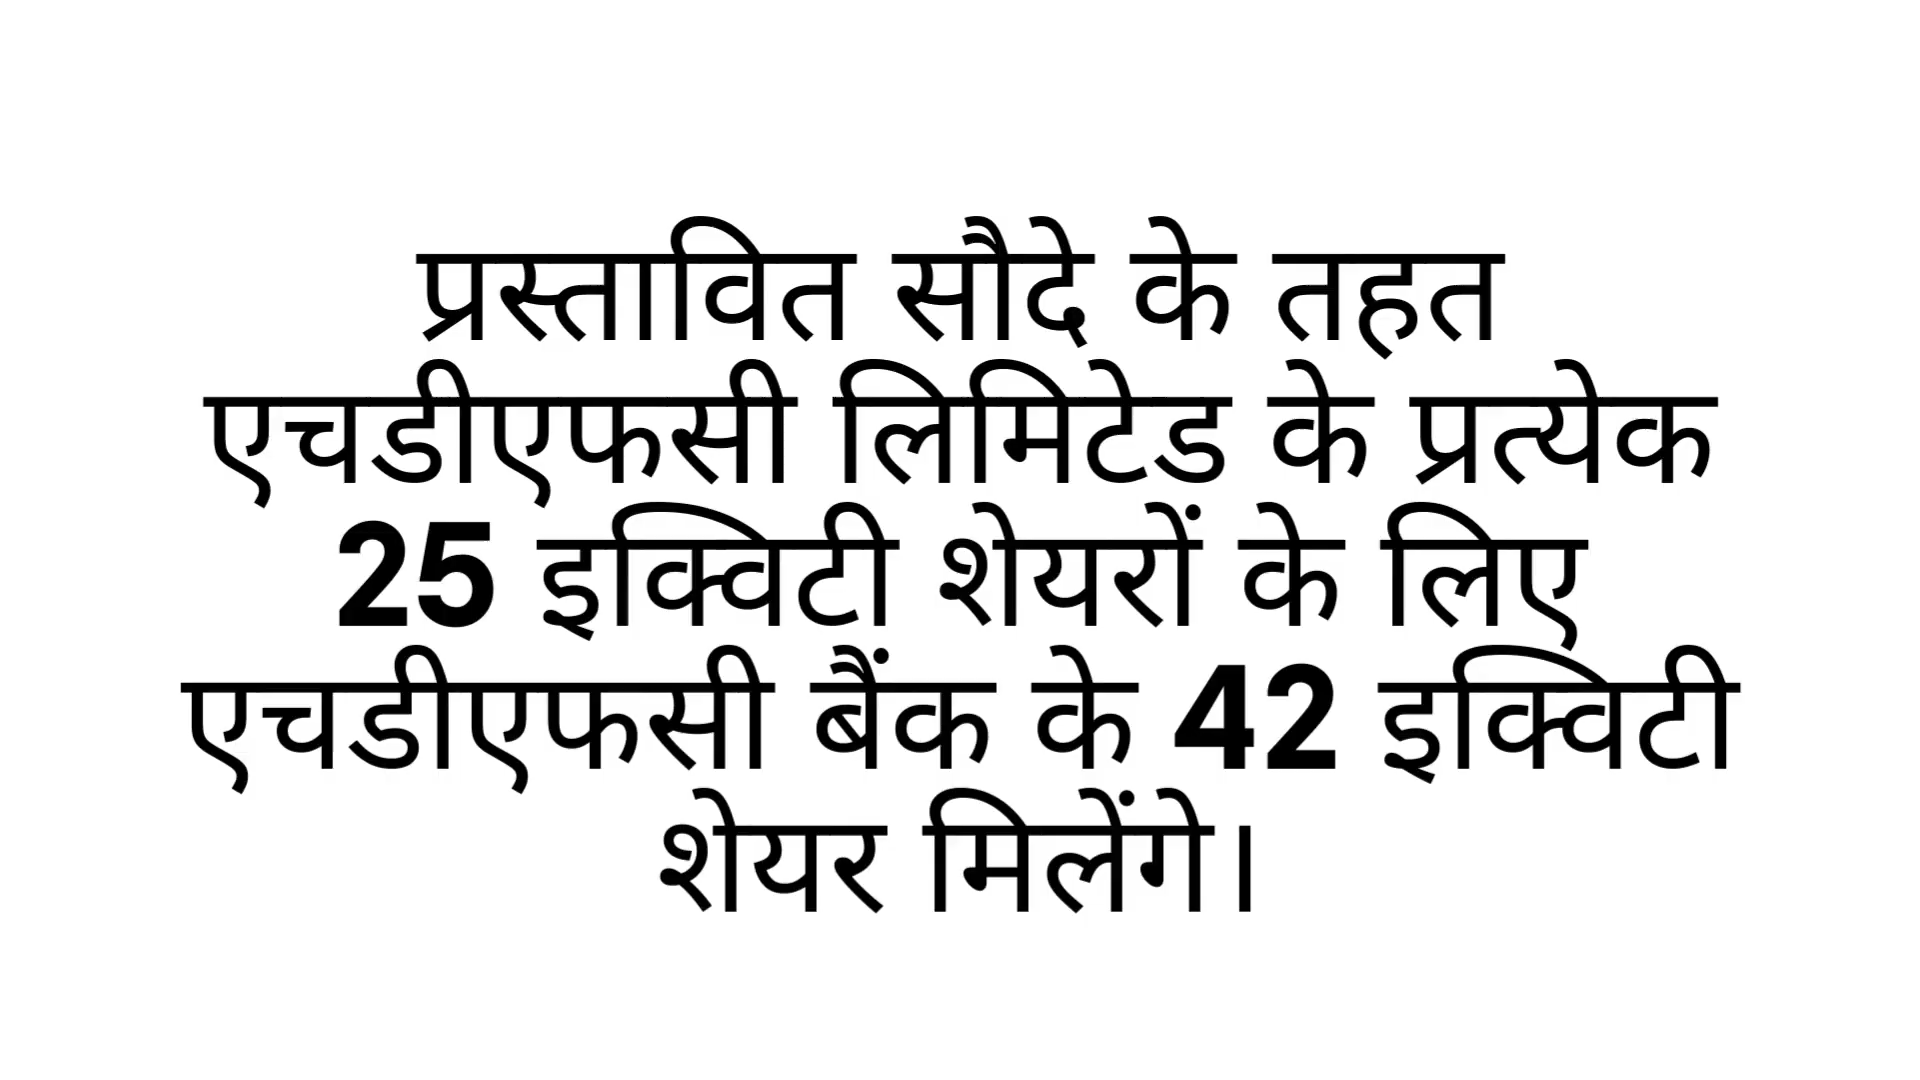 प्रस्तावित सौदे के तहत
एचडीएफसी लिमिटेड के प्रत्येक
25 इक्विटी शेयरों के लिए
एचडीएफसी बैंक के 42 इक्विटी
शेयर मिलेंगे।